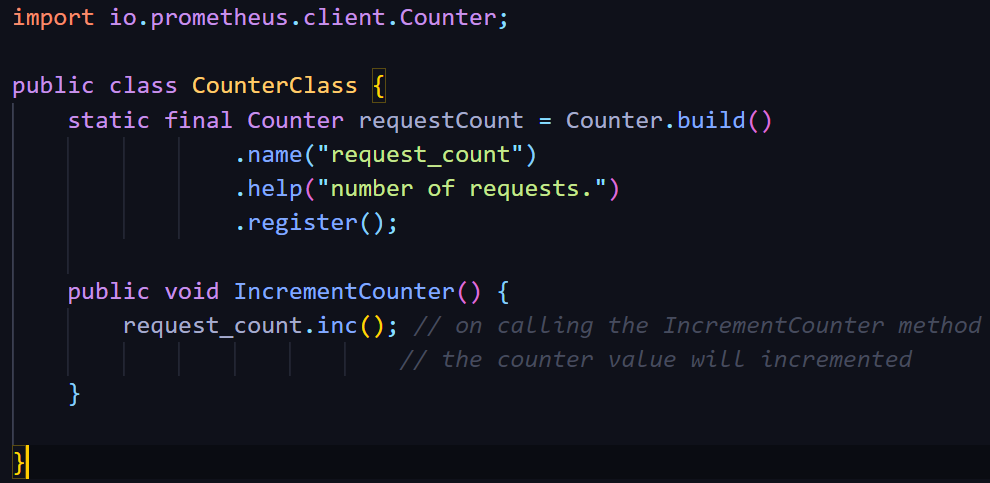 import io.prometheus.client.Counter;
public class CounterClass {
static final Counter requestCount = Counter.build()
.name("request_count")
.help("number of requests.")
.register();
public void IncrementCounter() {
request_count.inc(); // on calling the IncrementCounter method
// the counter value will incremented
}
}